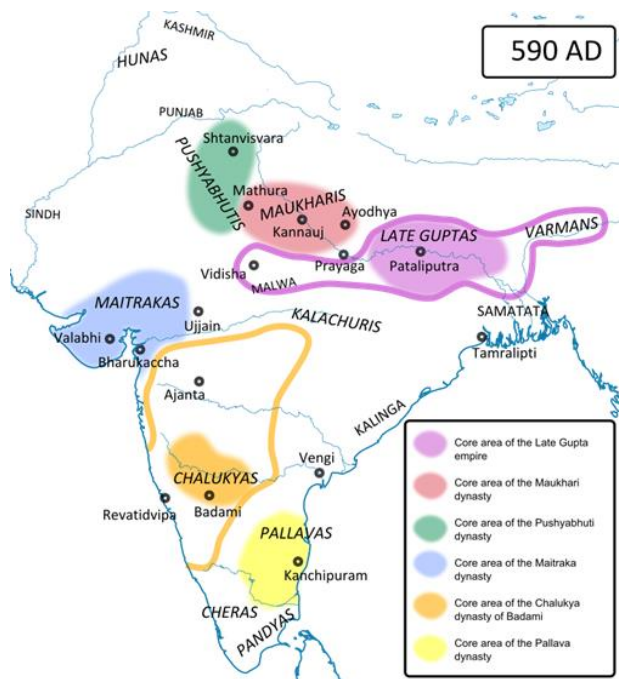 590 AD
KASHMIR
HUNAS
PUNJAB
Shtanvisvara
PUSHYABHUTIS
Mathura
MAUKHARIS
Kannauj
Ayodhya
SINDH
LATE GUPTAS
VARMANS
Prayaga
Pataliputra
Vidisha
MALWA
MAITRAKAS
SAMATATA
Ujjain
KALACHURIS
Valabhi
Bharukaccha
Tamralipti
Ajanta
KALINGA
Vengi
CHALUKYAS
Revatidvipa
Badami
PALLAVAS
Kanchipuram
CHERAS
PANDYAS
Core area of the Late Gupta
empire
Core area of the Maukhari
dynasty
Core area of the Pushyabhuti
dynasty
Core area of the Maitraka
dynasty
Core area of the Chalukya
dynasty of Badami
Core area of the Pallava
dynasty